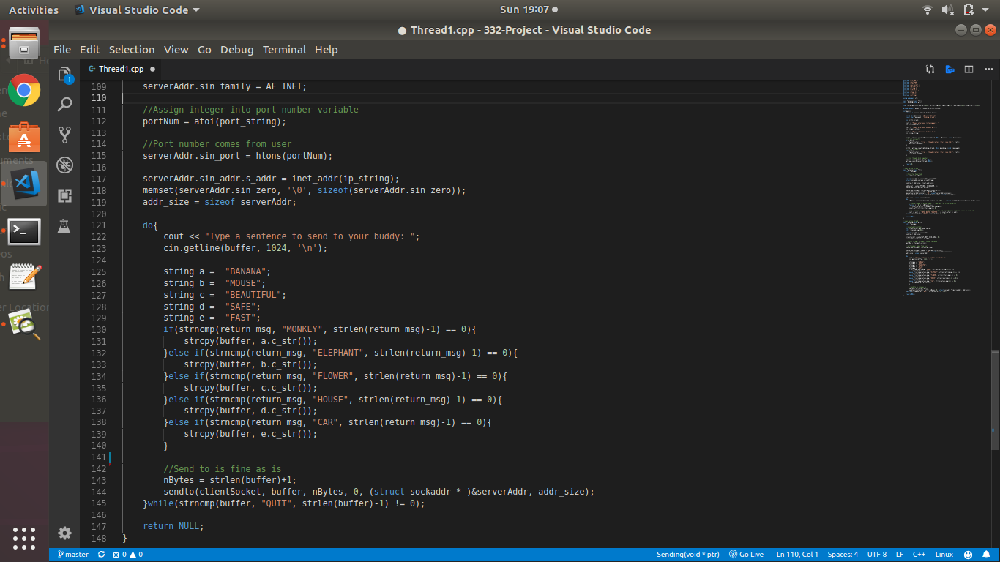 Activities
Visual Studio Code
Sun 19:07
Thread1.cpp - 332-Project - Visual Studio Code
File Edit Selection View Go Debug Terminal Help
Thread1.cpp
1
109 serverAddr.sin_family = AF_INET;
110
111 //Assign integer into port number variable
112 portNum = atoi(port_string);
113
114 //Port number comes from user
115 serverAddr.sin_port = htons(portNum);
116
117 serverAddr.sin_addr.s_addr = inet_addr(ip_string);
118 memset(serverAddr.sin_zero, '\0', sizeof(serverAddr.sin_zero));
119 addr_size = sizeof serverAddr;
120
121 do{
122 cout << "Type a sentence to send to your buddy: ";
123 cin.getline(buffer, 1024, '\n');
124
125 string a =  "BANANA";
126 string b =  "MOUSE";
127 string c =  "BEAUTIFUL";
128 string d =  "SAFE";
129 string e =  "FAST";
130 if(strncmp(return_msg, "MONKEY", strlen(return_msg)-1) == 0){
131 strcpy(buffer, a.c_str());
132 }else if(strncmp(return_msg, "ELEPHANT", strlen(return_msg)-1) == 0){
133 strcpy(buffer, b.c_str());
134 }else if(strncmp(return_msg, "FLOWER", strlen(return_msg)-1) == 0){
135 strcpy(buffer, c.c_str());
136 }else if(strncmp(return_msg, "HOUSE", strlen(return_msg)-1) == 0){
137 strcpy(buffer, d.c_str());
138 }else if(strncmp(return_msg, "CAR", strlen(return_msg)-1) == 0){
139 strcpy(buffer, e.c_str());
140 }
141
142 //Send to is fine as is
143 nBytes = strlen(buffer)+1;
144 sendto(clientSocket, buffer, nBytes, 0, (struct sockaddr * )&serverAddr, addr_size);
145 }while(strncmp(buffer, "QUIT", strlen(buffer)-1) != 0);
146
147 return NULL;
148 }
master 0 0 Sending(void * ptr) Go Live Ln 110, Col 1 Spaces: 4 UTF-8 LF C++ Linux